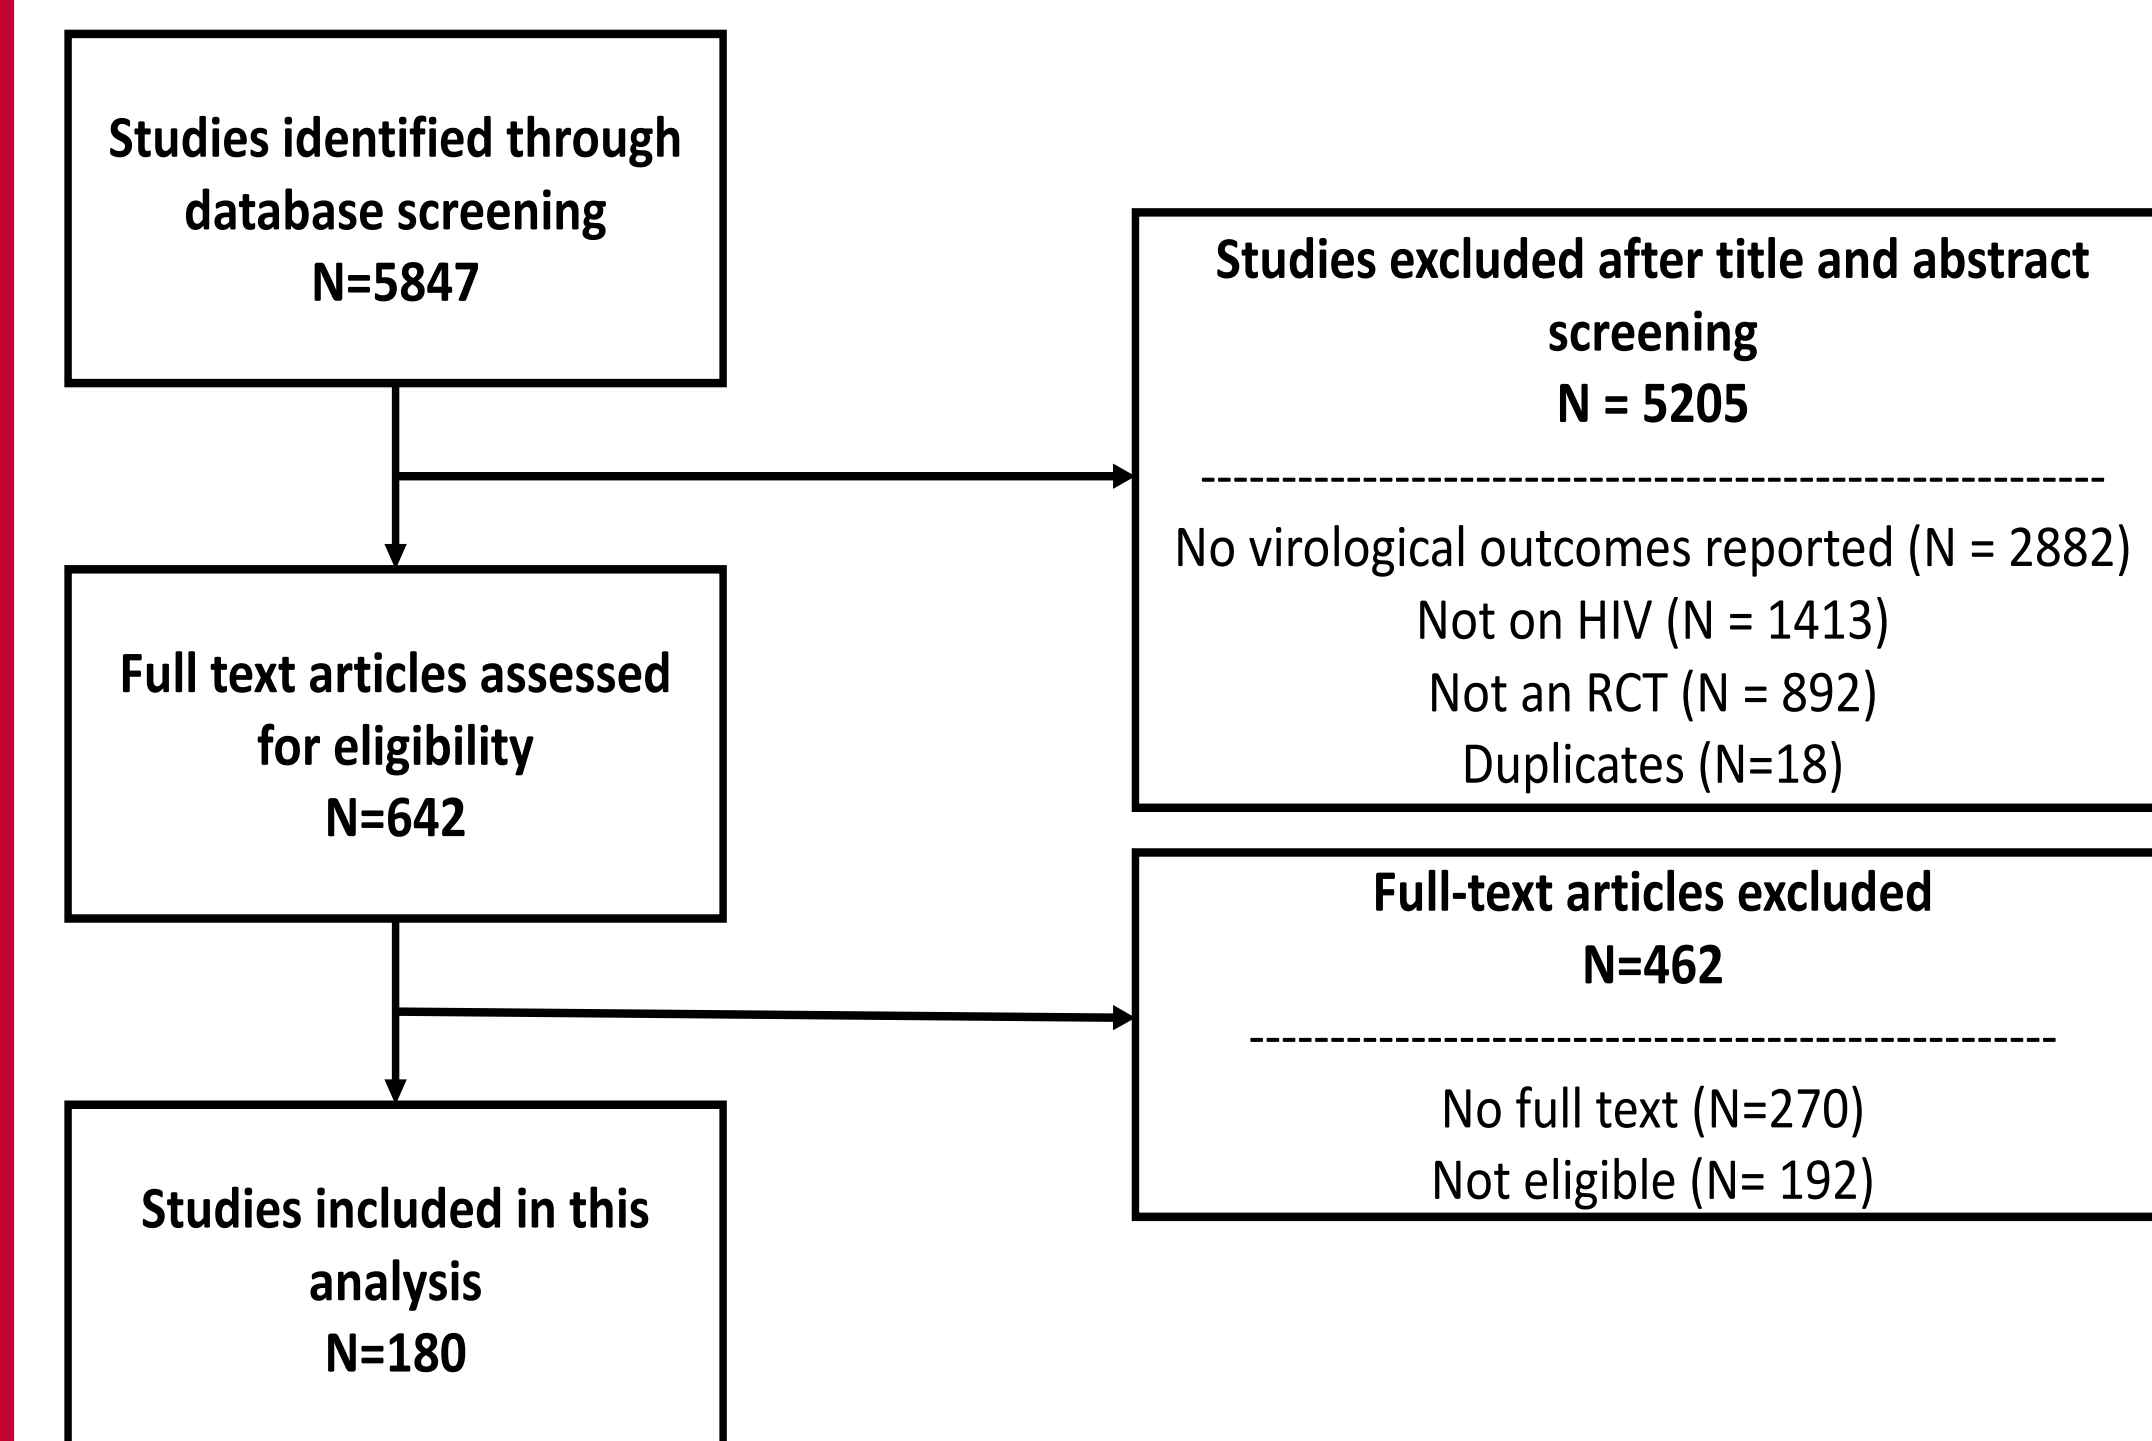 Studies identified through
database screening
N=5847
Studies excluded after title and abstract
screening
N = 5205
--------------------------------------------------------
No virological outcomes reported (N = 2882)
Not on HIV (N = 1413)
Not an RCT (N = 892)
Duplicates (N=18)
Full text articles assessed
for eligibility
N=642
Full-text articles excluded
N=462
--------------------------------------------------
No full text (N=270)
Not eligible (N= 192)
Studies included in this
analysis
N=180